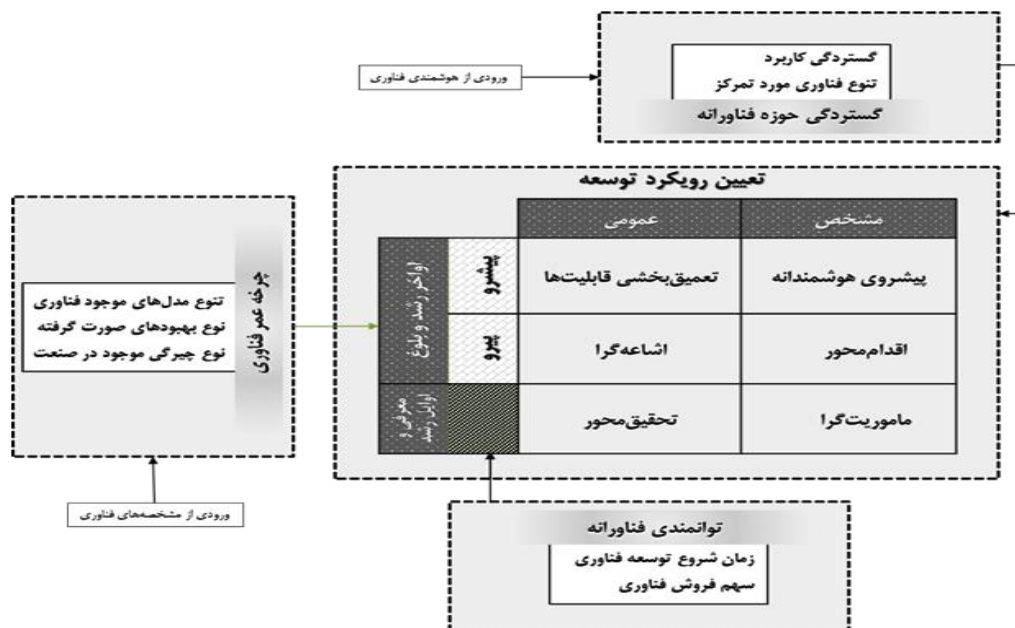 گستردگی کاربرد
تنوع فناوری مورد تمرکز
گستردگی حوزه فناورانه
ورودی از هوشمندی فناوری
تعیین رویکرد توسعه
مشخص
عمومی
پیشرو
اواخر رشد و بلوغ
پیشروی هوشمندانه
تعمیق‌بخشی قابلیت‌ها
پیرو
اقدام‌محور
اشاعه‌گرا
معرفی و
اوایل رشد
ماموریت‌گرا
تحقیق‌محور
چرخه عمر فناوری
تنوع مدل‌های موجود فناوری
نوع بهبودهای صورت گرفته
نوع چیرگی موجود در صنعت
ورودی از مشخصه‌های فناوری
توانمندی فناورانه
زمان شروع توسعه فناوری
سهم فروش فناوری